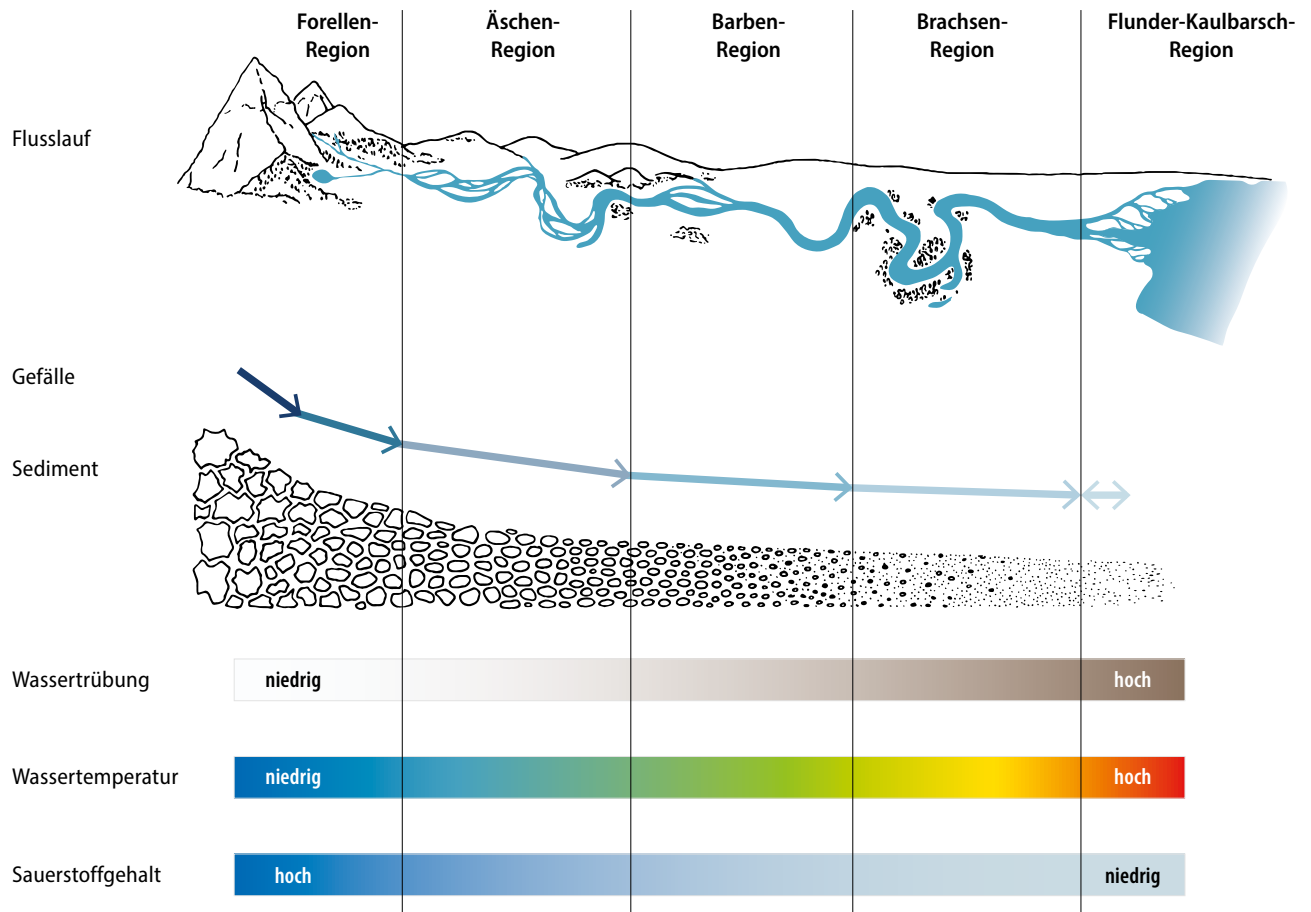 Forellen-
Region
Äschen-
Region
Barben-
Region
Brachsen-
Region
Flunder-Kaulbarsch-
Region
Flusslauf
Gefälle
Sediment
Wassertrübung
niedrig
hoch
Wassertemperatur
niedrig
hoch
Sauerstoffgehalt
hoch
niedrig